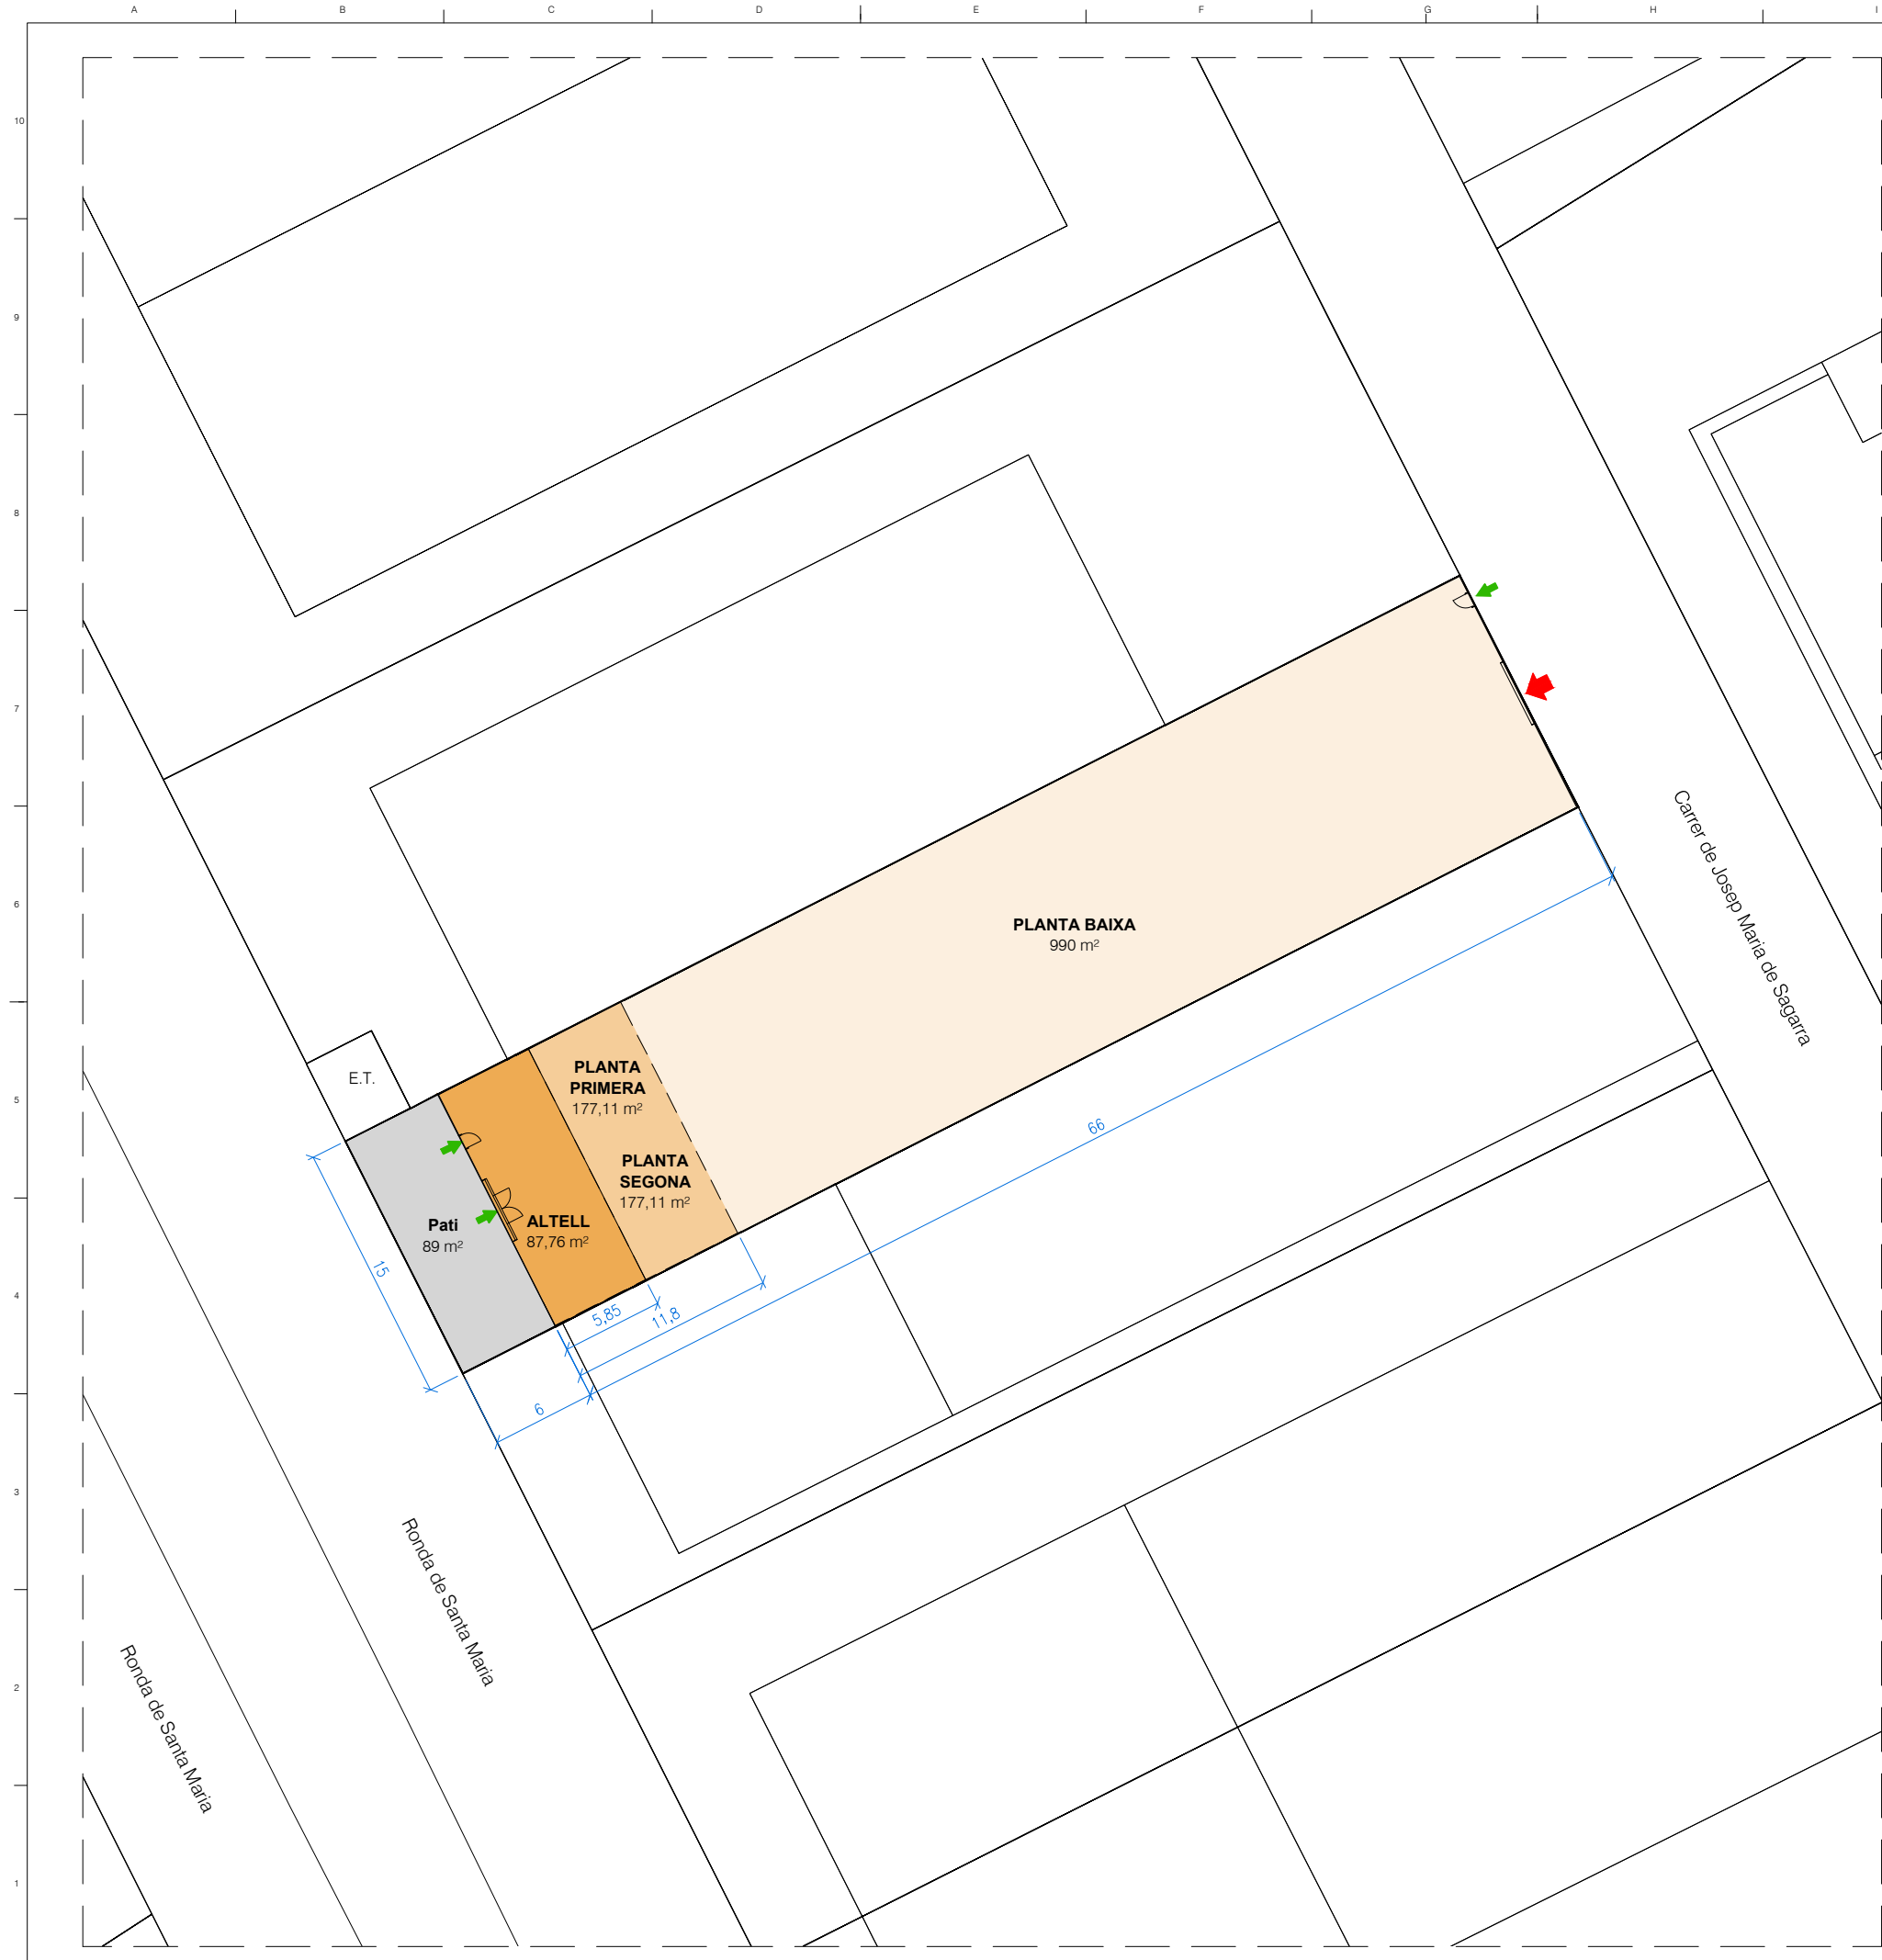 A B C D E F G H I
10
9
8
7
6
5
4
3
2
1
Carrer de Josep Maria de Sagarra
PLANTA BAIXA
990 m²
66
E.T.
PLANTA
PRIMERA
177,11 m²
PLANTA
SEGONA
177,11 m²
Pati
89 m²
ALTELL
87,76 m²
15
5,85
11,8
6
Ronda de Santa Maria
Ronda de Santa Maria